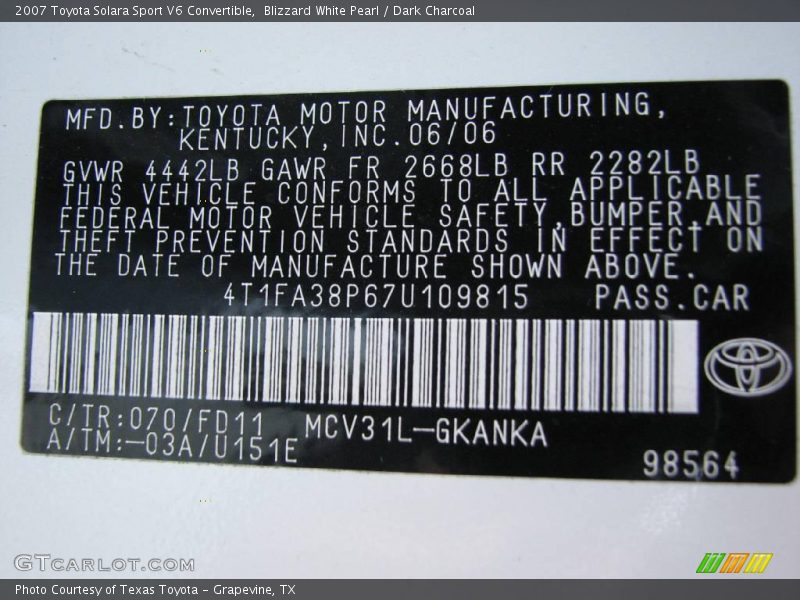 2007 Toyota Solara Sport V6 Convertible,  Blizzard White Pearl / Dark Charcoal
MFD.BY:TOYOTA MOTOR MANUFACTURING,
KENTUCKY,INC.06/06
GVWR 4442LB GAWR FR 2668LB RR 2282LB
THIS VEHICLE CONFORMS TO ALL APPLICABLE
FEDERAL MOTOR VEHICLE SAFETY,BUMPER,AND
THEFT PREVENTION STANDARDS IN EFFECT ON
THE DATE OF MANUFACTURE SHOWN ABOVE.
4T1FA38P67U109815 PASS.CAR
C/TR:070/FD11 MCV31L-GKANKA
A/TM:-03A/U151E
98564
GTCARLOT.COM
Photo Courtesy of Texas Toyota – Grapevine, TX